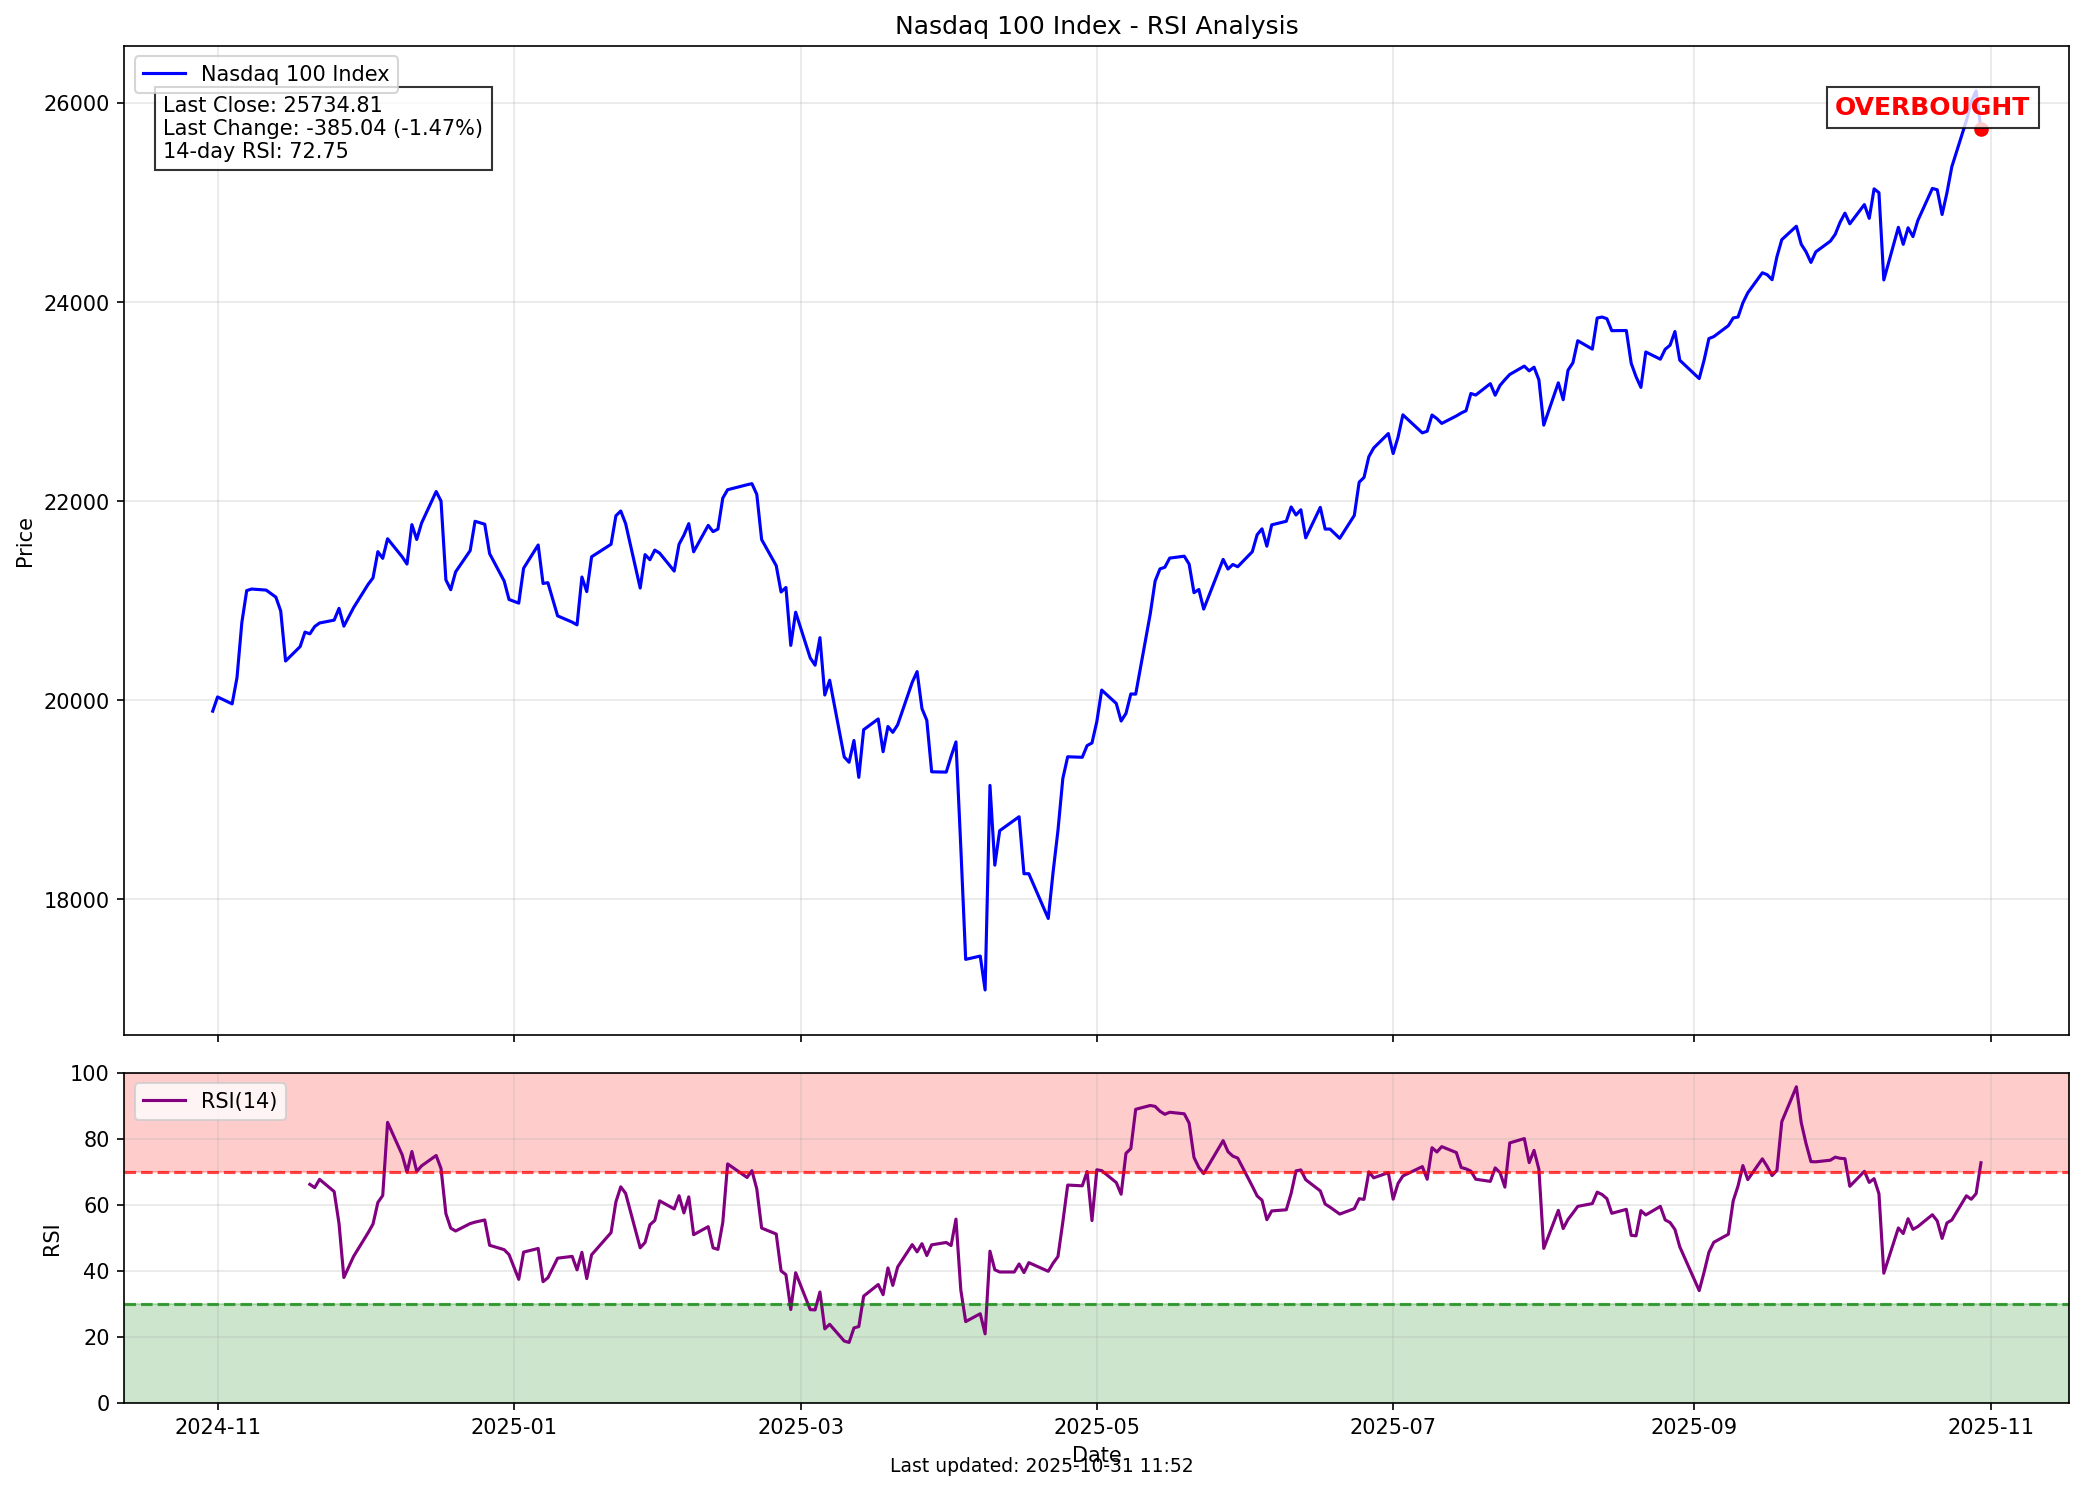 Nasdaq 100 Index - RSI Analysis
Nasdaq 100 Index
Last Close: 25734.81
Last Change: -385.04 (-1.47%)
14-day RSI: 72.75
OVERBOUGHT
26000
24000
22000
20000
18000
Price
RSI(14)
100
80
60
40
20
0
RSI
2024-11
2025-01
2025-03
2025-05
2025-07
2025-09
2025-11
Date
Last updated: 2025-10-31 11:52